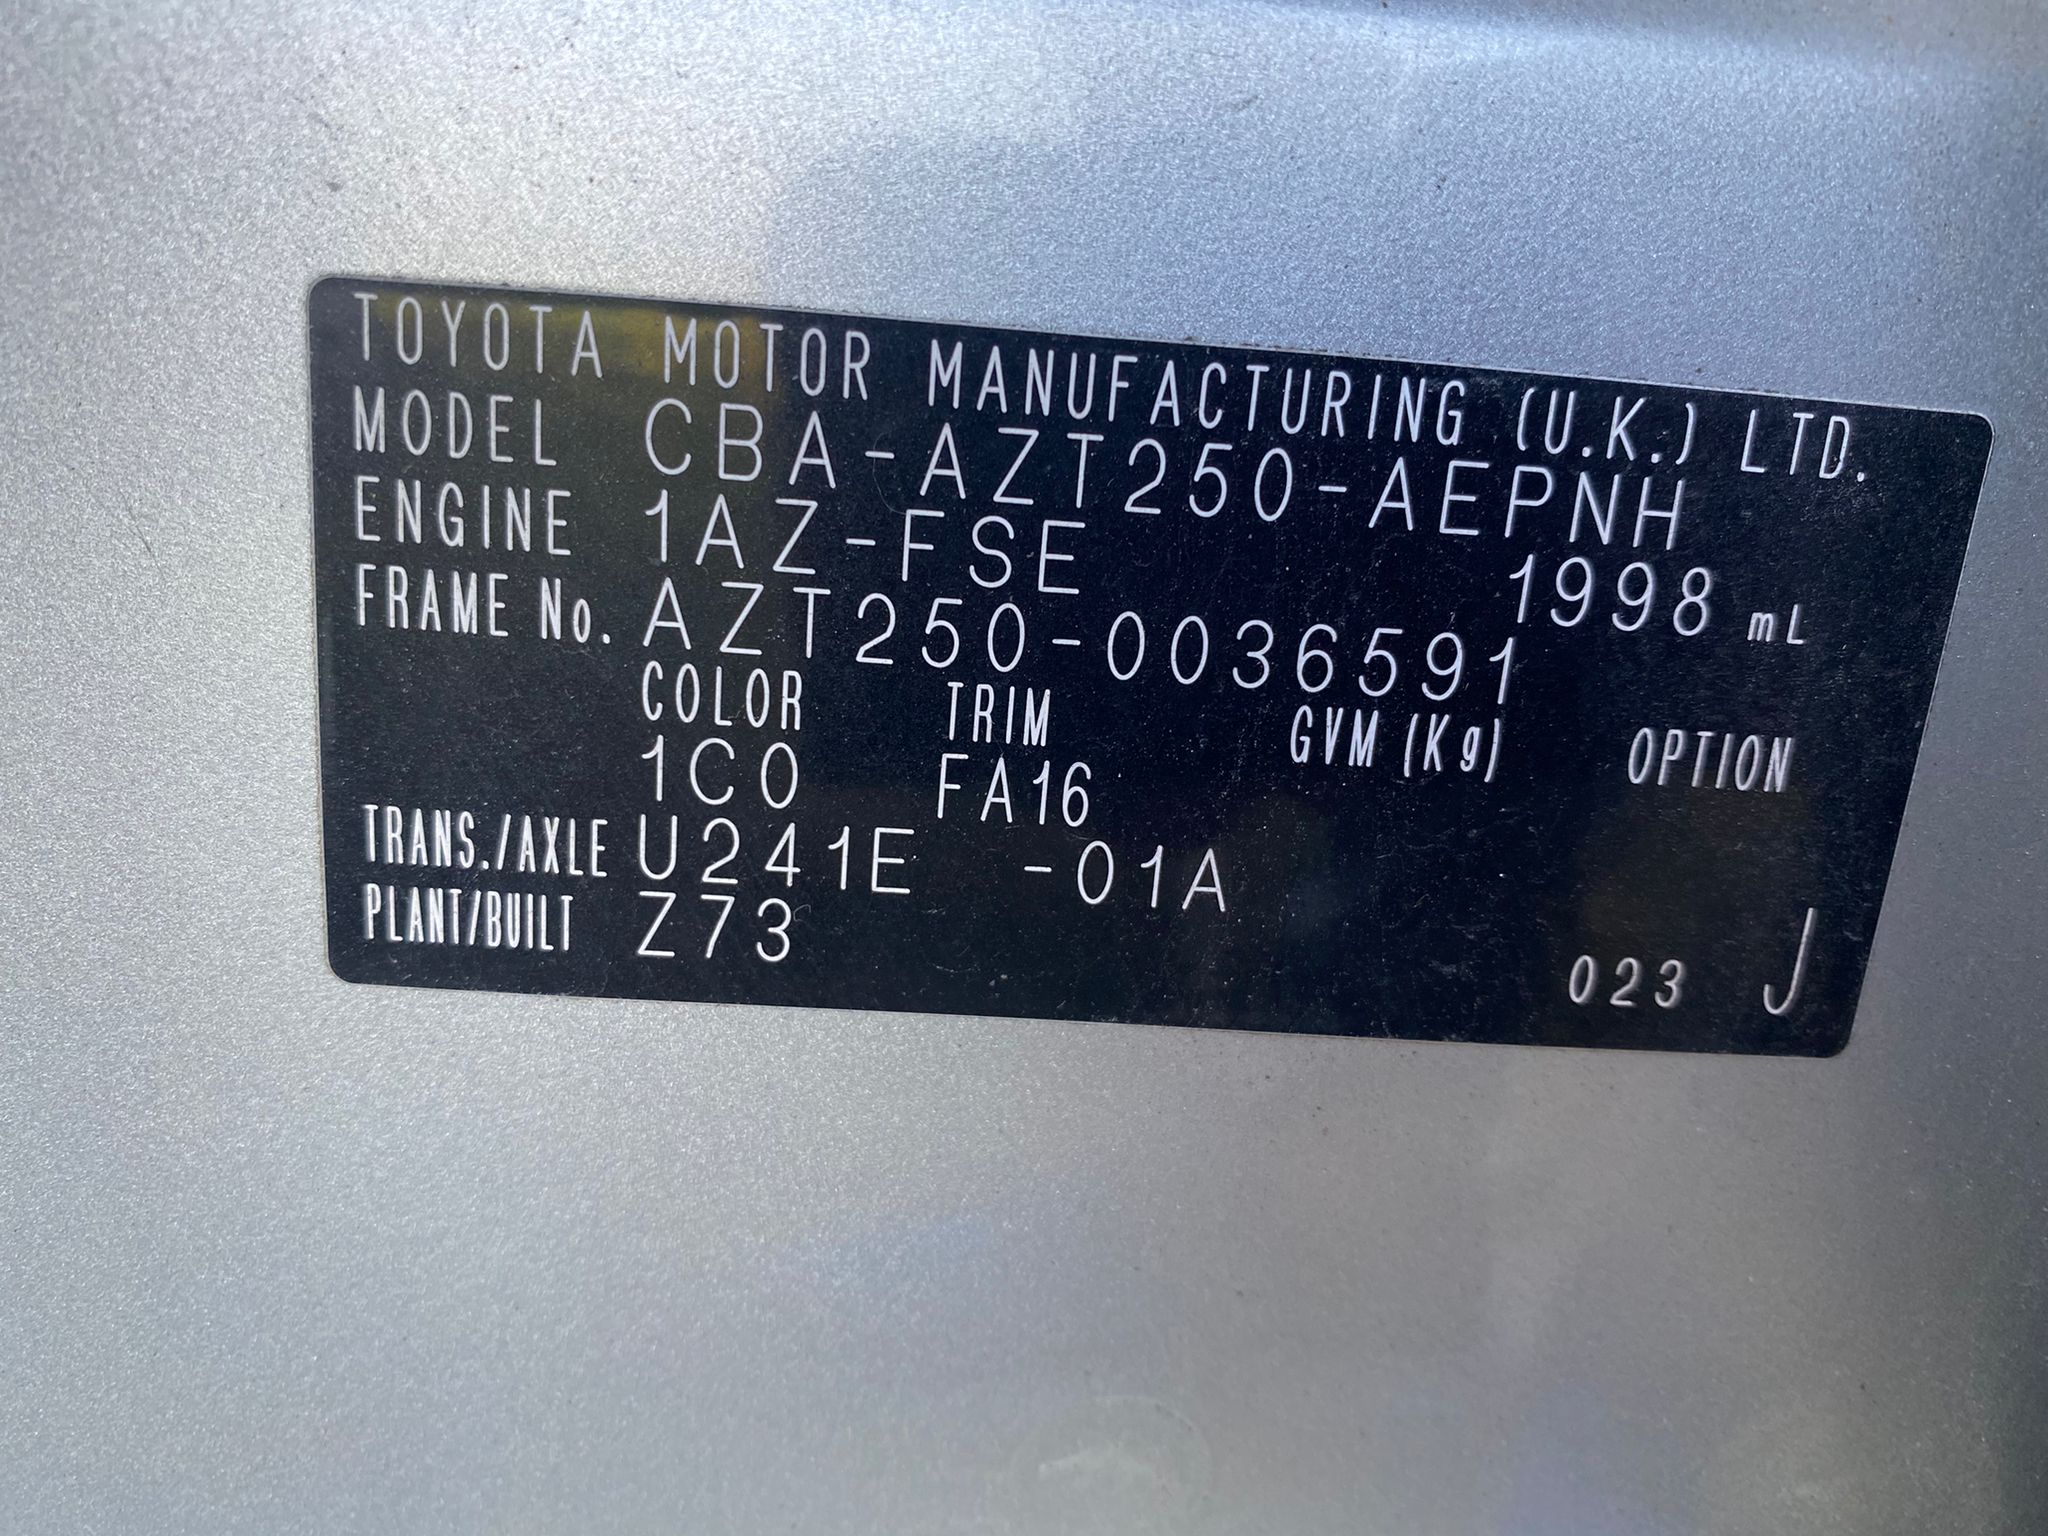 TOYOTA MOTOR MANUFACTURING (U.K.) LTD.
MODEL CBA-AZT250-AEPNH
ENGINE 1AZ-FSE 1998 mL
FRAME No. AZT250-0036591
COLOR TRIM GVM (Kg) OPTION
1C0 FA16
TRANS./AXLE U241E -01A
PLANT/BUILT Z73
023 J